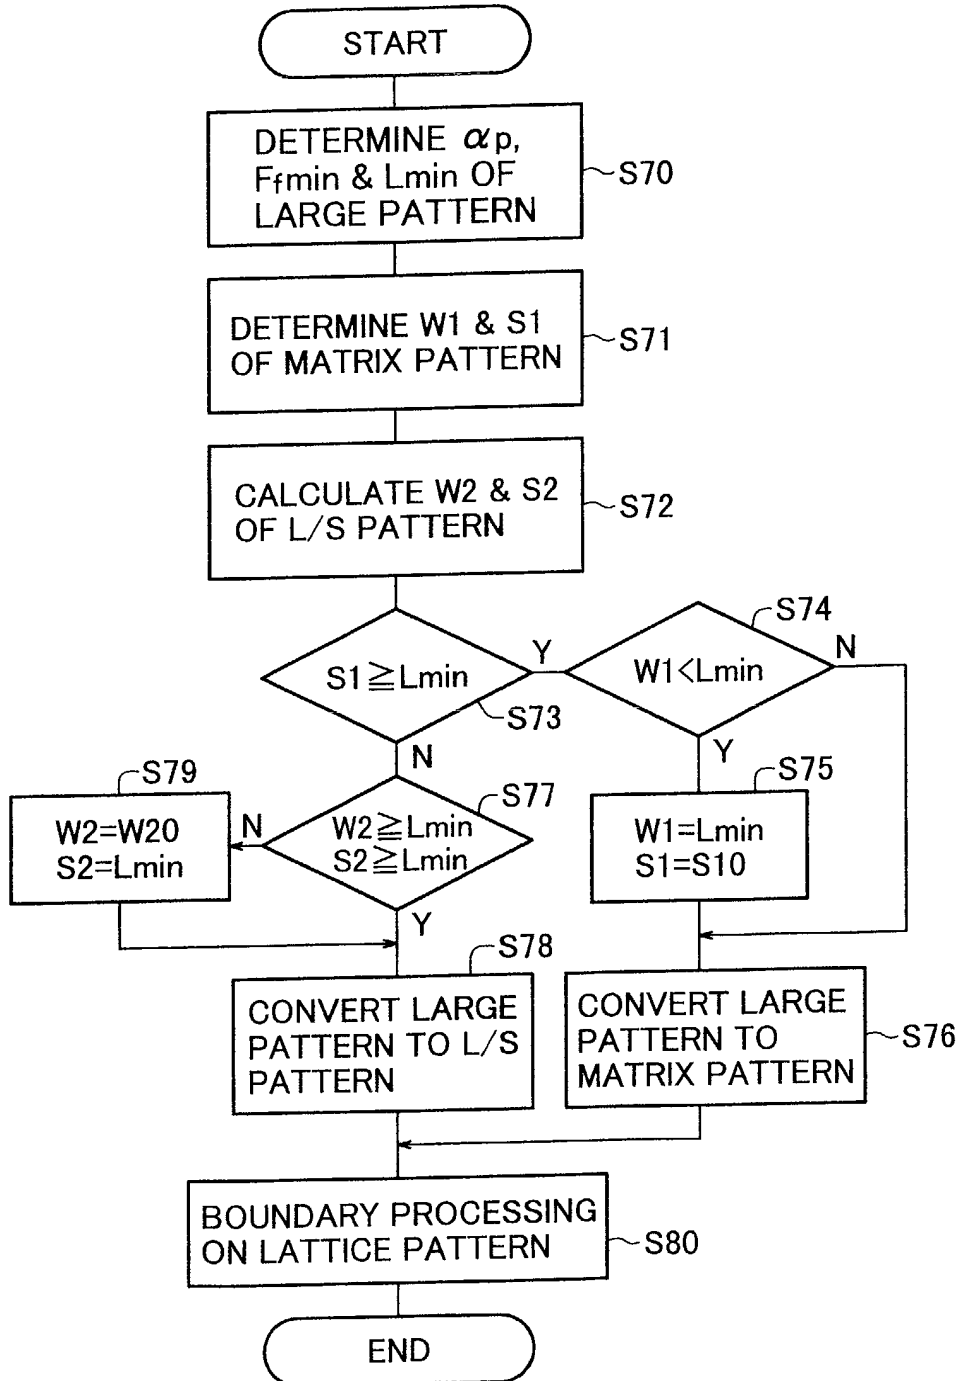 START
DETERMINE αp,
Ffmin & Lmin OF
LARGE PATTERN
S70
DETERMINE W1 & S1
OF MATRIX PATTERN
S71
CALCULATE W2 & S2
OF L/S PATTERN
S72
S1≧Lmin
Y
S73
N
W1<Lmin
S74
N
Y
S79
W2=W20
S2=Lmin
N
W2≧Lmin
S2≧Lmin
S77
Y
S75
W1=Lmin
S1=S10
S78
CONVERT LARGE
PATTERN TO L/S
PATTERN
CONVERT LARGE
PATTERN TO
MATRIX PATTERN
S76
BOUNDARY PROCESSING
ON LATTICE PATTERN
S80
END